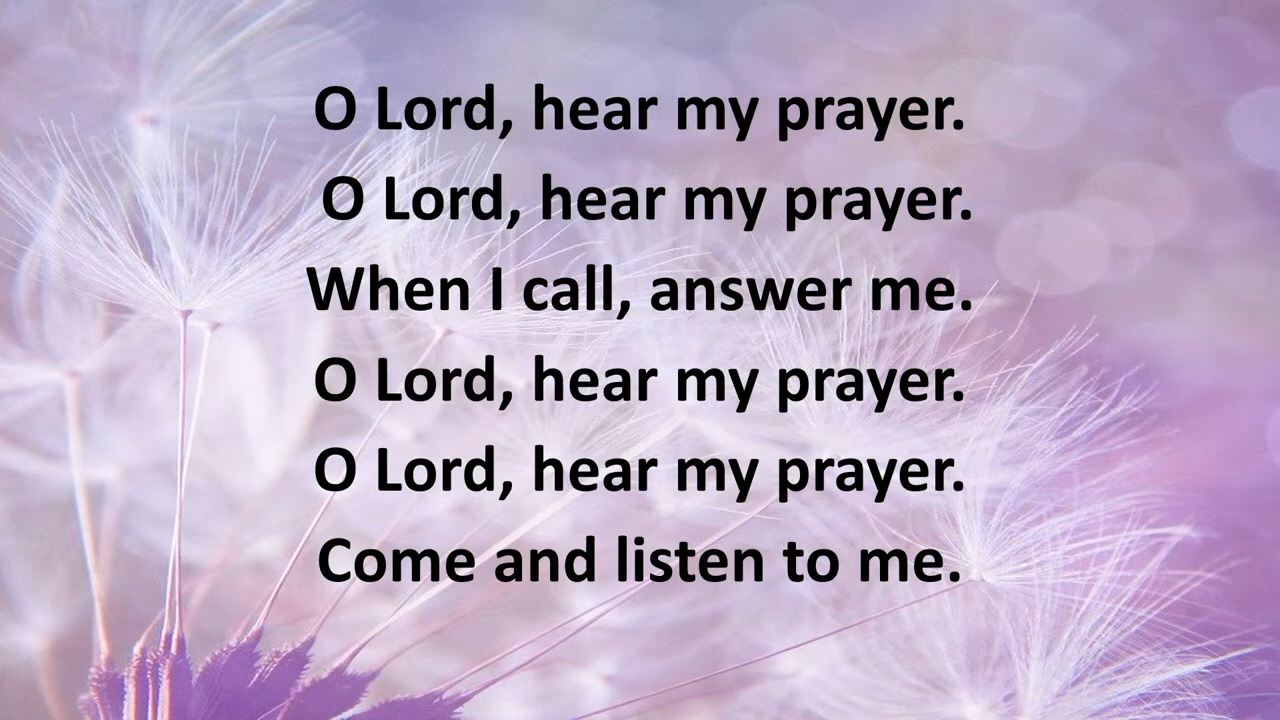 O Lord, hear my prayer.
O Lord, hear my prayer.
When I call, answer me.
O Lord, hear my prayer.
O Lord, hear my prayer.
Come and listen to me.